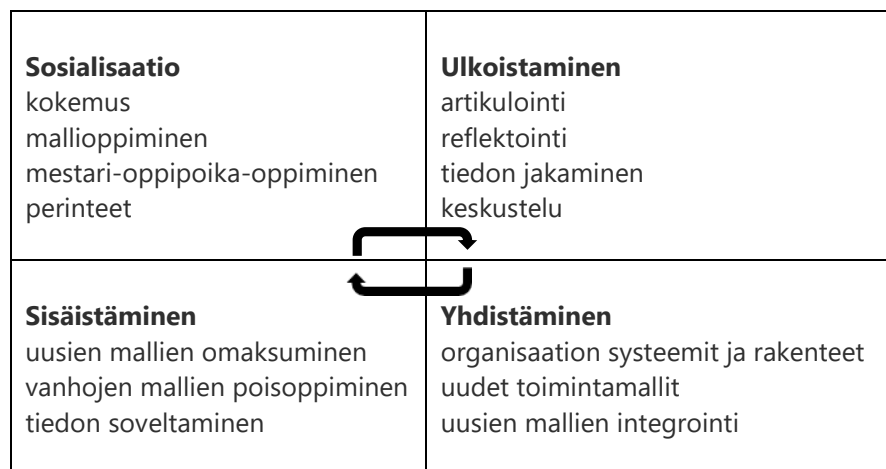 Sosialisaatio
kokemus
mallioppiminen
mestari-oppipoika-oppiminen
perinteet
Ulkoistaminen
artikulointi
reflektointi
tiedon jakaminen
keskustelu
Sisäistäminen
uusien mallien omaksuminen
vanhojen mallien poisoppiminen
tiedon soveltaminen
Yhdistäminen
organisaation systeemit ja rakenteet
uudet toimintamallit
uusien mallien integrointi